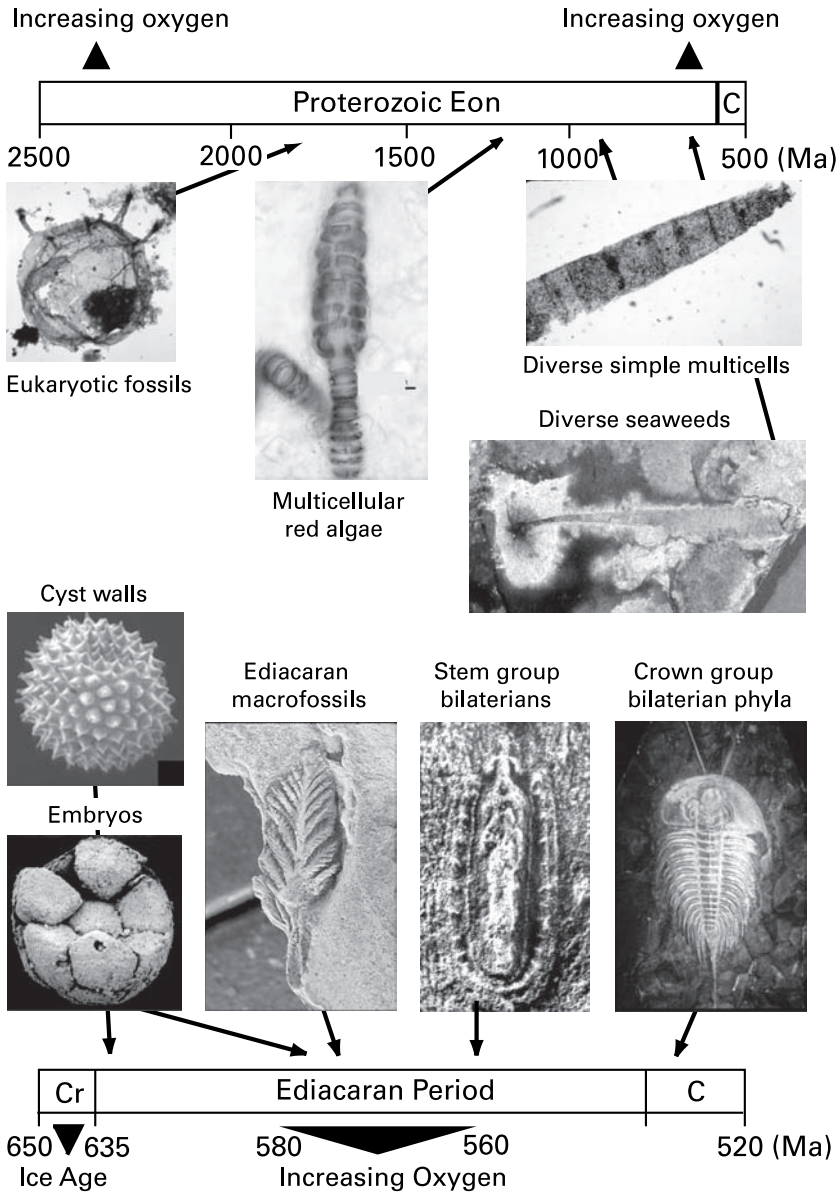 Increasing oxygen
Increasing oxygen
Proterozoic Eon
C
2500
2000
1500
1000
500 (Ma)
Eukaryotic fossils
Multicellular
red algae
Diverse simple multicells
Diverse seaweeds
Cyst walls
Embryos
Ediacaran
macrofossils
Stem group
bilaterians
Crown group
bilaterian phyla
Cr
Ediacaran Period
C
650
635
580
560
520 (Ma)
Ice Age
Increasing Oxygen